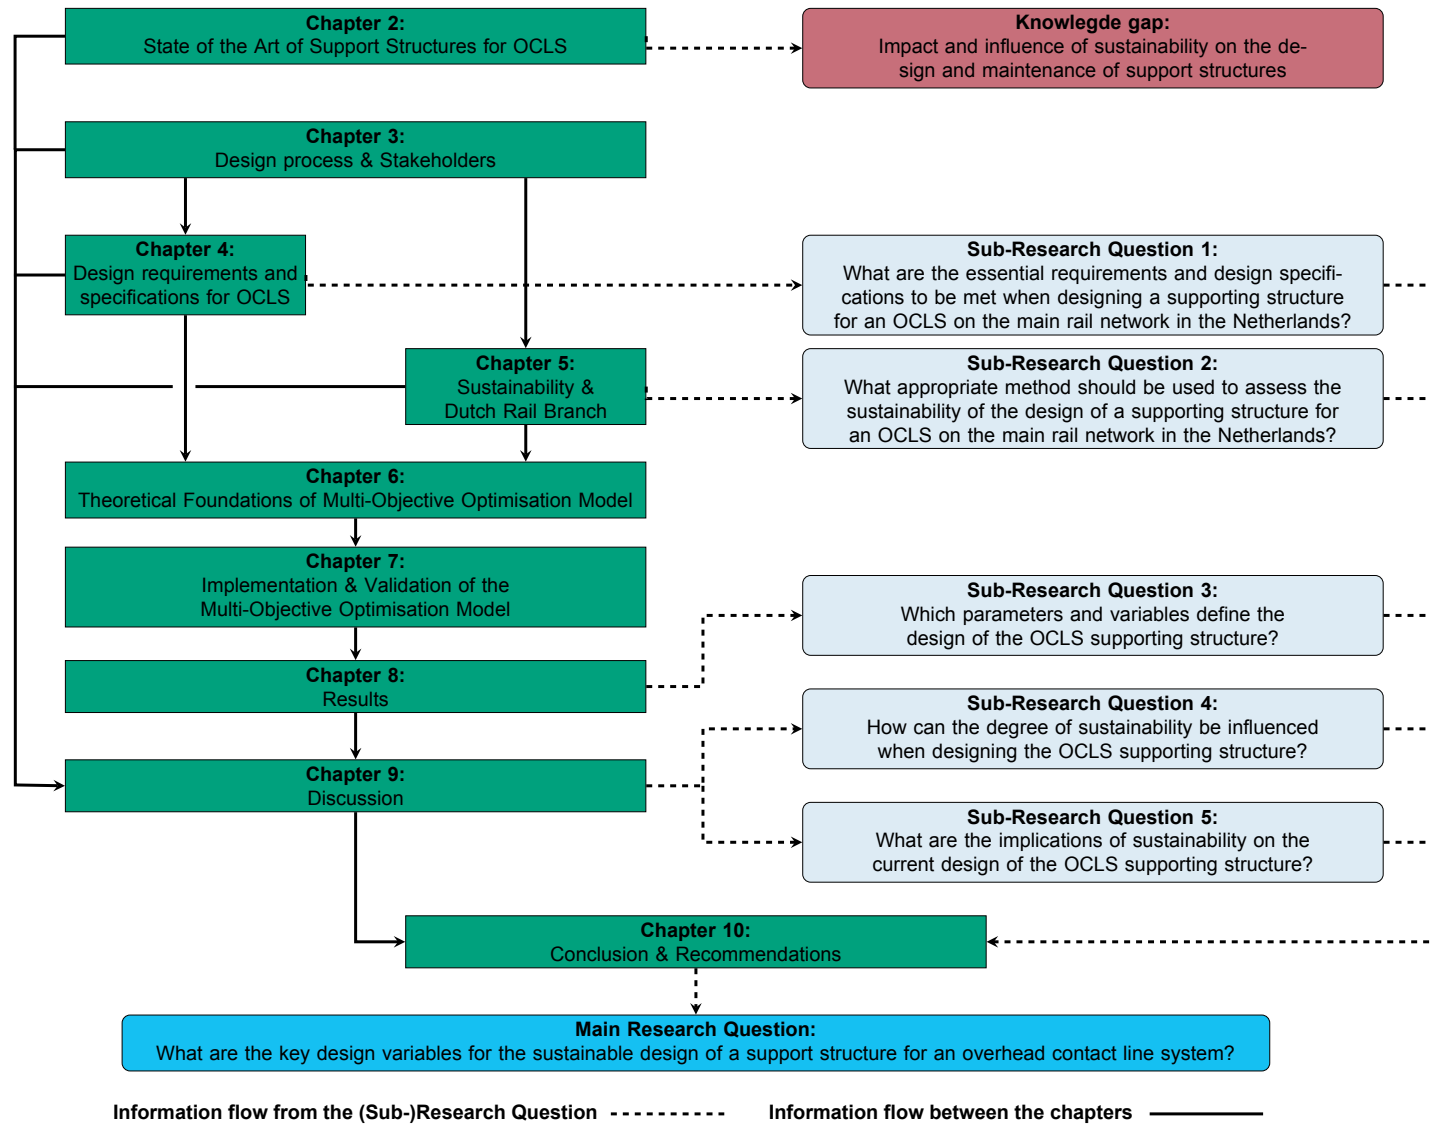 Chapter 2:
State of the Art of Support Structures for OCLS
Knowlegde gap:
Impact and influence of sustainability on the de-
sign and maintenance of support structures
Chapter 3:
Design process & Stakeholders
Chapter 4:
Design requirements and
specifications for OCLS
Sub-Research Question 1:
What are the essential requirements and design specifi-
cations to be met when designing a supporting structure
for an OCLS on the main rail network in the Netherlands?
Chapter 5:
Sustainability &
Dutch Rail Branch
Sub-Research Question 2:
What appropriate method should be used to assess the
sustainability of the design of a supporting structure for
an OCLS on the main rail network in the Netherlands?
Chapter 6:
Theoretical Foundations of Multi-Objective Optimisation Model
Chapter 7:
Implementation & Validation of the
Multi-Objective Optimisation Model
Sub-Research Question 3:
Which parameters and variables define the
design of the OCLS supporting structure?
Chapter 8:
Results
Sub-Research Question 4:
How can the degree of sustainability be influenced
when designing the OCLS supporting structure?
Chapter 9:
Discussion
Sub-Research Question 5:
What are the implications of sustainability on the
current design of the OCLS supporting structure?
Chapter 10:
Conclusion & Recommendations
Main Research Question:
What are the key design variables for the sustainable design of a support structure for an overhead contact line system?
Information flow from the (Sub-)Research Question
Information flow between the chapters